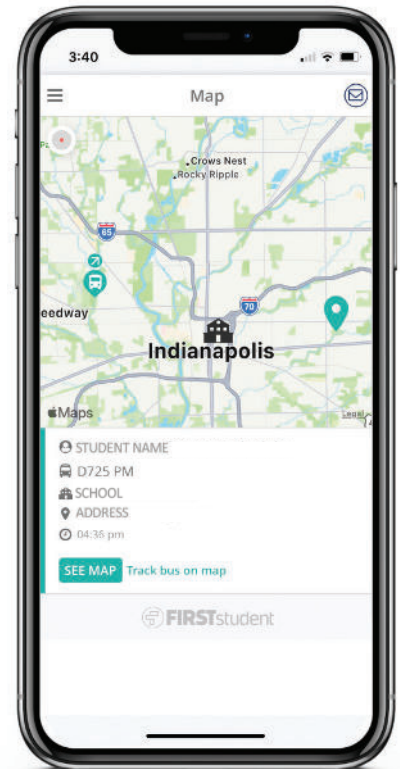 3:40
Map
Crows Nest
Rocky Ripple
65
eedway
70
Indianapolis
Maps
Legal
STUDENT NAME
D725 PM
SCHOOL
ADDRESS
04:36 pm
SEE MAP Track bus on map
FIRSTstudent